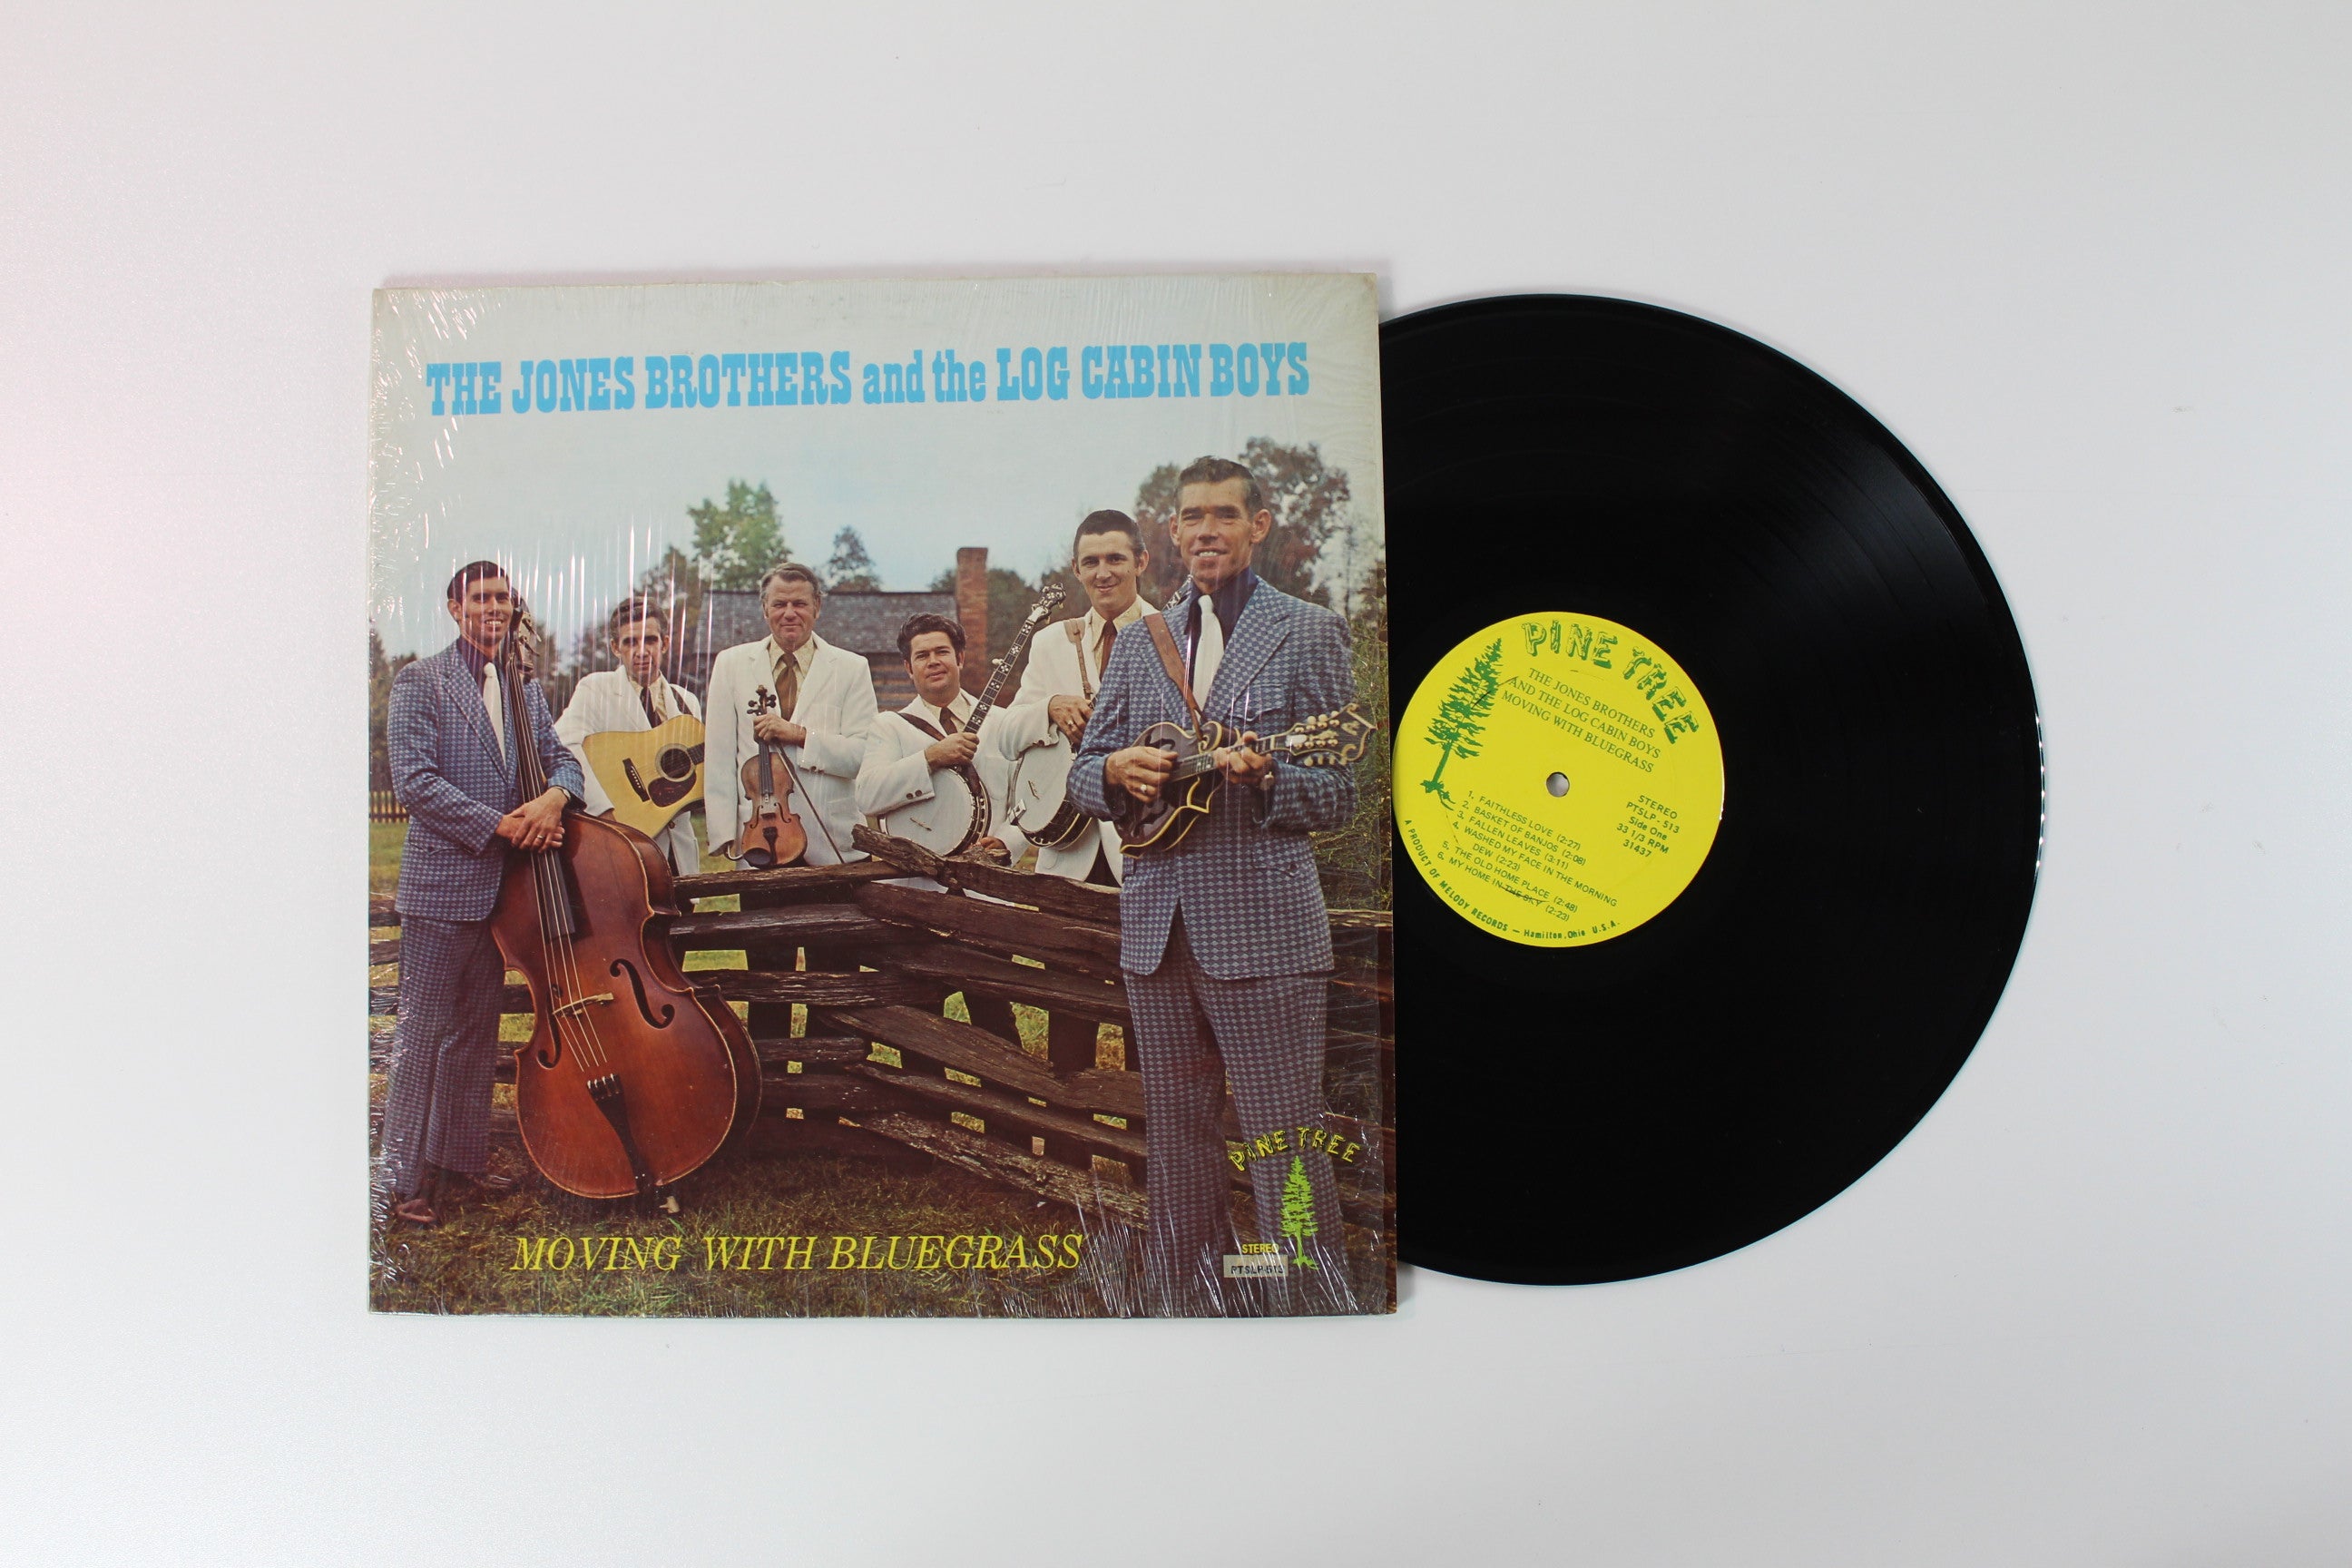 THE JONES BROTHERS and the LOG CABIN BOYS
MOVING WITH BLUEGRASS
PINE TREE
STEREO
PTSLP-513
PINE TREE
THE JONES BROTHERS
AND THE LOG CABIN BOYS
MOVING WITH BLUEGRASS
STEREO
PTSLP - 513
Side One
33 1/3 RPM
31437
1. FAITHLESS LOVE (2:27)
2. BASKET OF BANJOS (2:08)
3. FALLEN LEAVES (3:11)
4. WASHED MY FACE IN THE MORNING
DEW (2:23)
5. THE OLD HOME PLACE (2:48)
6. MY HOME IN THE SKY (2:23)
A PRODUCT OF MELODY RECORDS — Hamilton, Ohio U.S.A.